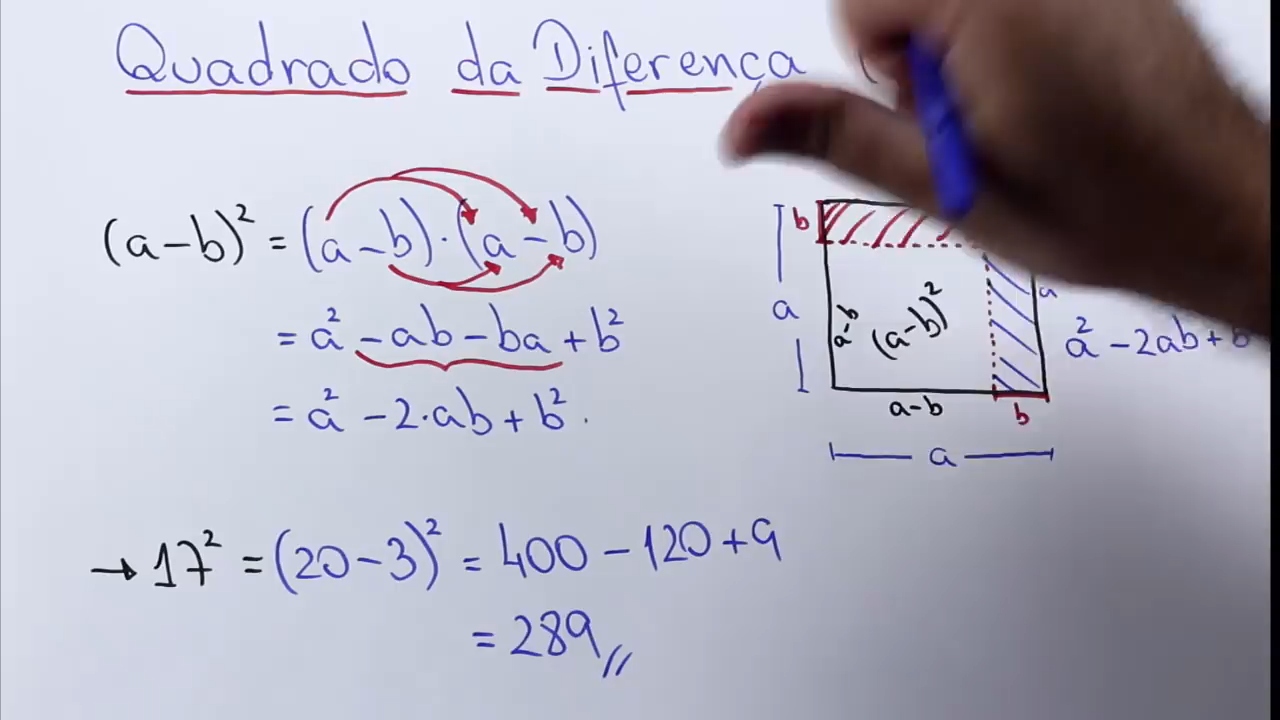 Quadrado da Diferença (
(a-b)² = (a-b)·(a-b)
= a² -ab-ba+b²
= a² -2·ab+b².
b
a
a-b
(a-b)²
a
a² -2ab+b
a-b
b
a
→ 17² = (20-3)² = 400 - 120 + 9
= 289//